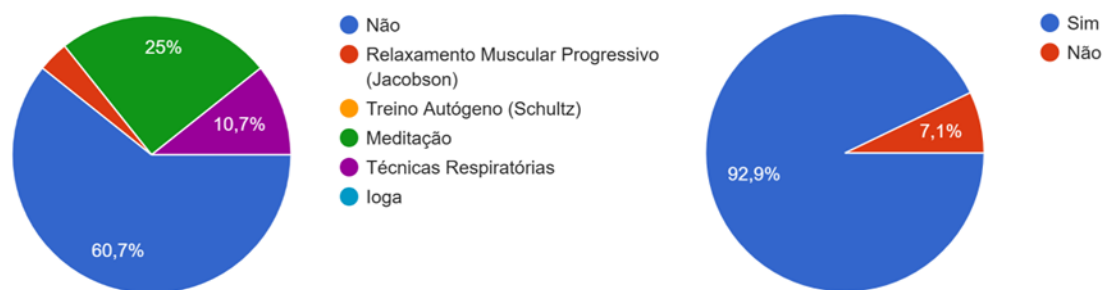 25%
10,7%
60,7%
Não
Relaxamento Muscular Progressivo
(Jacobson)
Treino Autógeno (Schultz)
Meditação
Técnicas Respiratórias
Ioga
7,1%
92,9%
Sim
Não